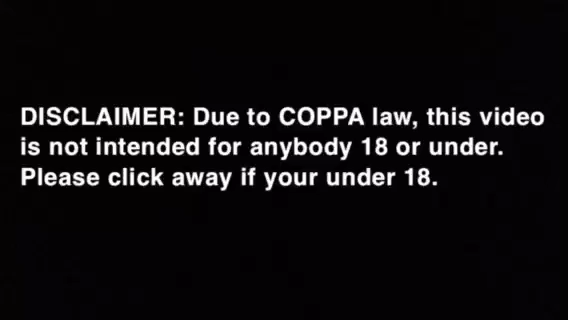 DISCLAIMER: Due to COPPA law, this video
is not intended for anybody 18 or under.
Please click away if your under 18.